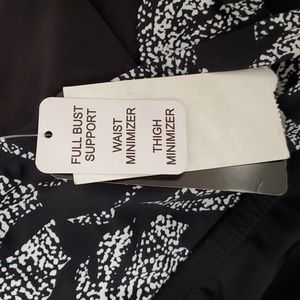 FULL BUST
SUPPORT
WAIST
MINIMIZER
THIGH
MINIMIZER